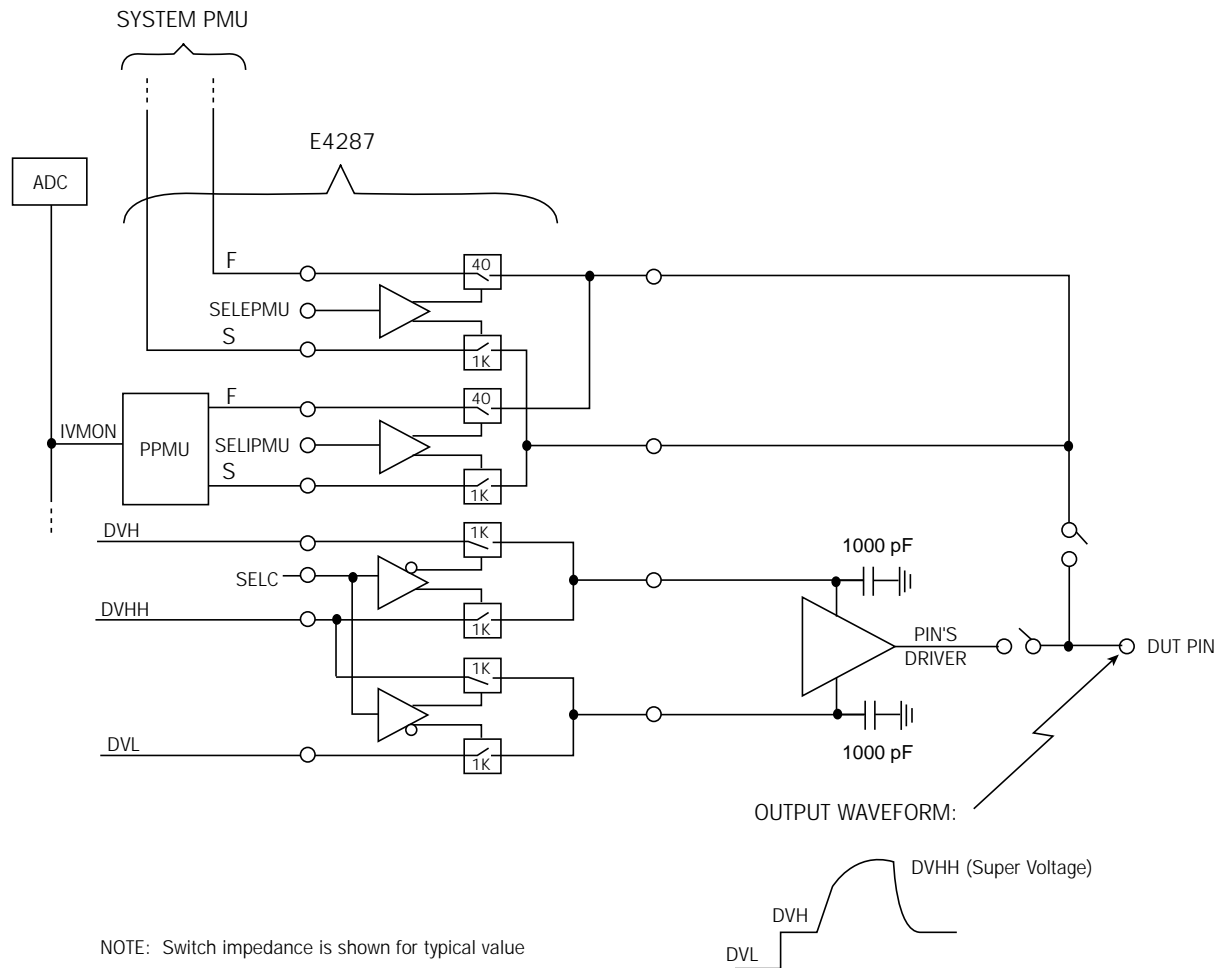 SYSTEM PMU
E4287
ADC
F
40
SELEPMU
S
1K
F
40
IVMON
PPMU
SELIPMU
S
1K
DVH
1K
1000 pF
SELC
DVHH
1K
PIN'S
DRIVER
DUT PIN
1K
DVL
1K
1000 pF
OUTPUT WAVEFORM:
DVHH (Super Voltage)
DVH
NOTE: Switch impedance is shown for typical value
DVL